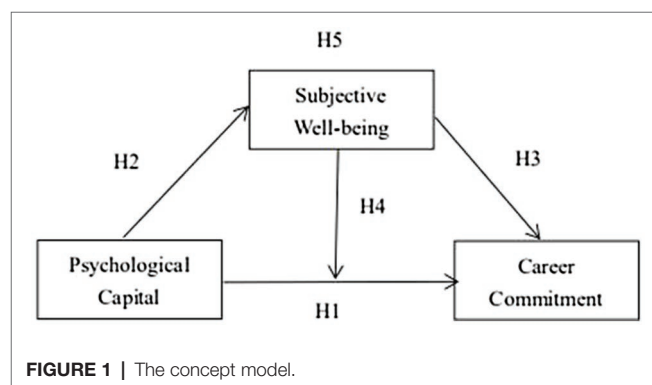 H5
Subjective
Well-being
H2
H3
H4
Psychological
Capital
Career
Commitment
H1
FIGURE 1 | The concept model.